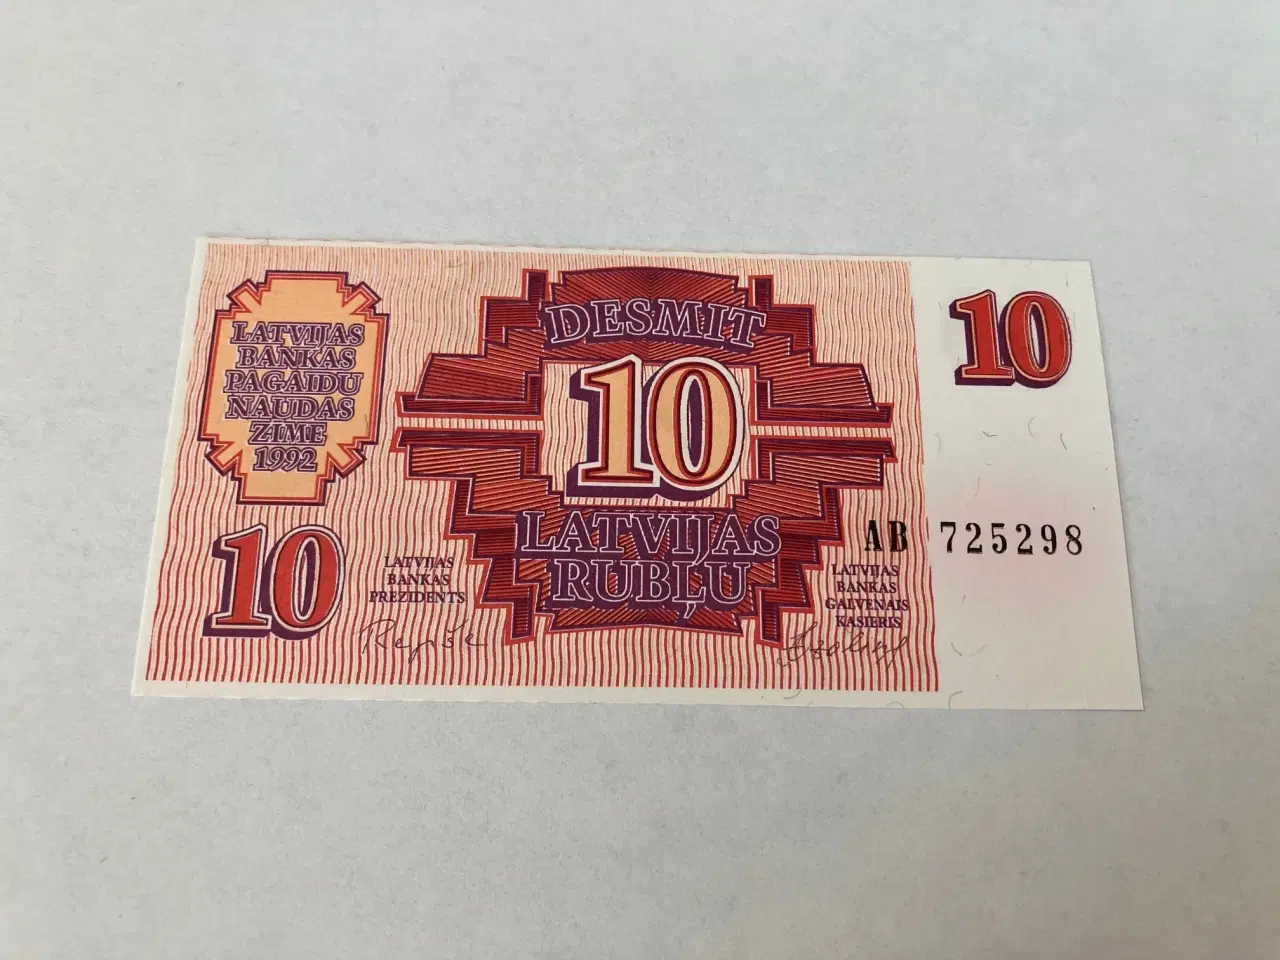 LATVIJAS
BANKAS
PAGAIDU
NAUDAS
ZIME
1992
10
DESMIT
10
LATVIJAS
RUBĻU
LATVIJAS
BANKAS
PREZIDENTS
LATVIJAS
BANKAS
GALVENAIS
KASIERIS
10
AB 725298